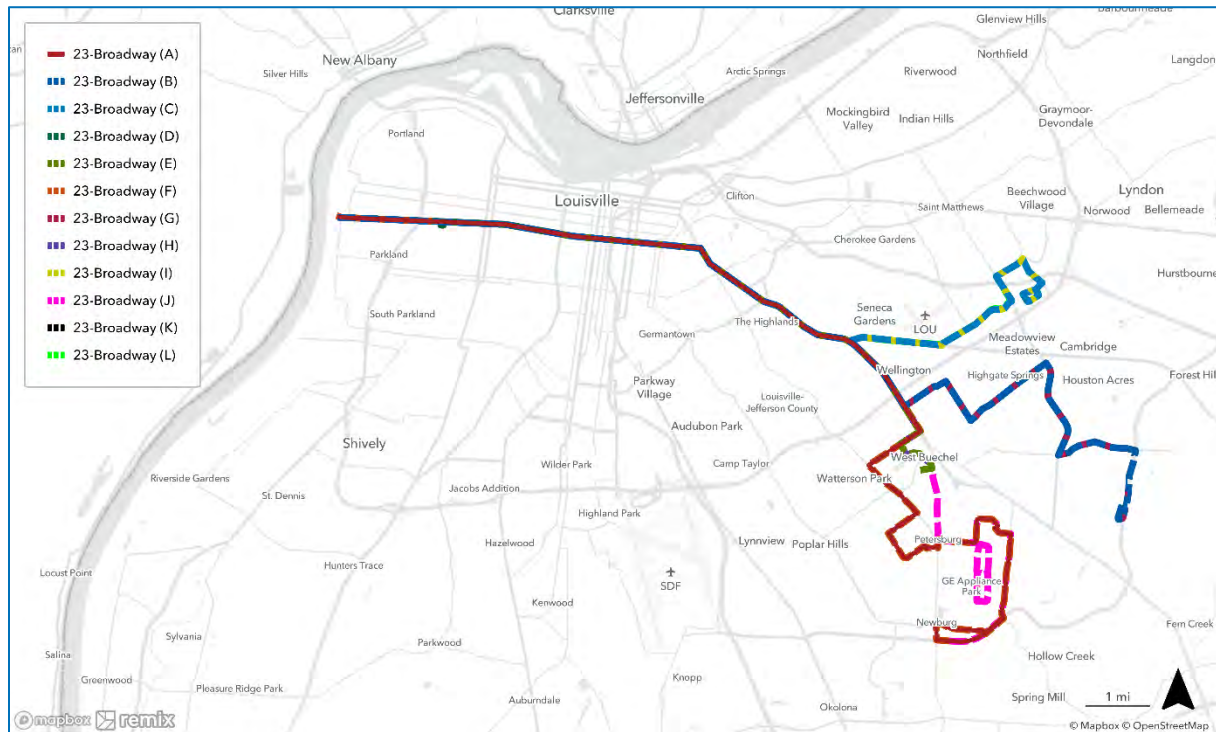 Clarksville
Glenview Hills
Barbourmeade
23-Broadway (A)
23-Broadway (B)
23-Broadway (C)
23-Broadway (D)
23-Broadway (E)
23-Broadway (F)
23-Broadway (G)
23-Broadway (H)
23-Broadway (I)
23-Broadway (J)
23-Broadway (K)
23-Broadway (L)
New Albany
Silver Hills
Northfield
Langdon
Arctic Springs
Riverwood
Jeffersonville
Mockingbird
Valley
Indian Hills
Graymoor-
Devondale
Portland
Clifton
Beechwood
Village
Lyndon
Louisville
Saint Matthews
Norwood
Bellemeade
Parkland
Cherokee Gardens
Hurstbourne
South Parkland
The Highlands
Seneca
Gardens
LOU
Germantown
Meadowview
Estates
Cambridge
Wellington
Highgate Springs
Houston Acres
Forest Hil
Parkway
Village
Louisville-
Jefferson County
Audubon Park
Shively
Wilder Park
Camp Taylor
West Buechel
Watterson Park
Riverside Gardens
St. Dennis
Jacobs Addition
Highland Park
Hazelwood
Lynnview
Poplar Hills
Petersburg
Locust Point
Hunters Trace
SDF
GE Appliance
Park
Kenwood
Newburg
Fern Creek
Sylvania
Parkwood
Salina
Hollow Creek
Greenwood
Pleasure Ridge Park
Knopp
Auburndale
Okolona
Spring Mill
1 mi
mapbox remix
© Mapbox © OpenStreetMap